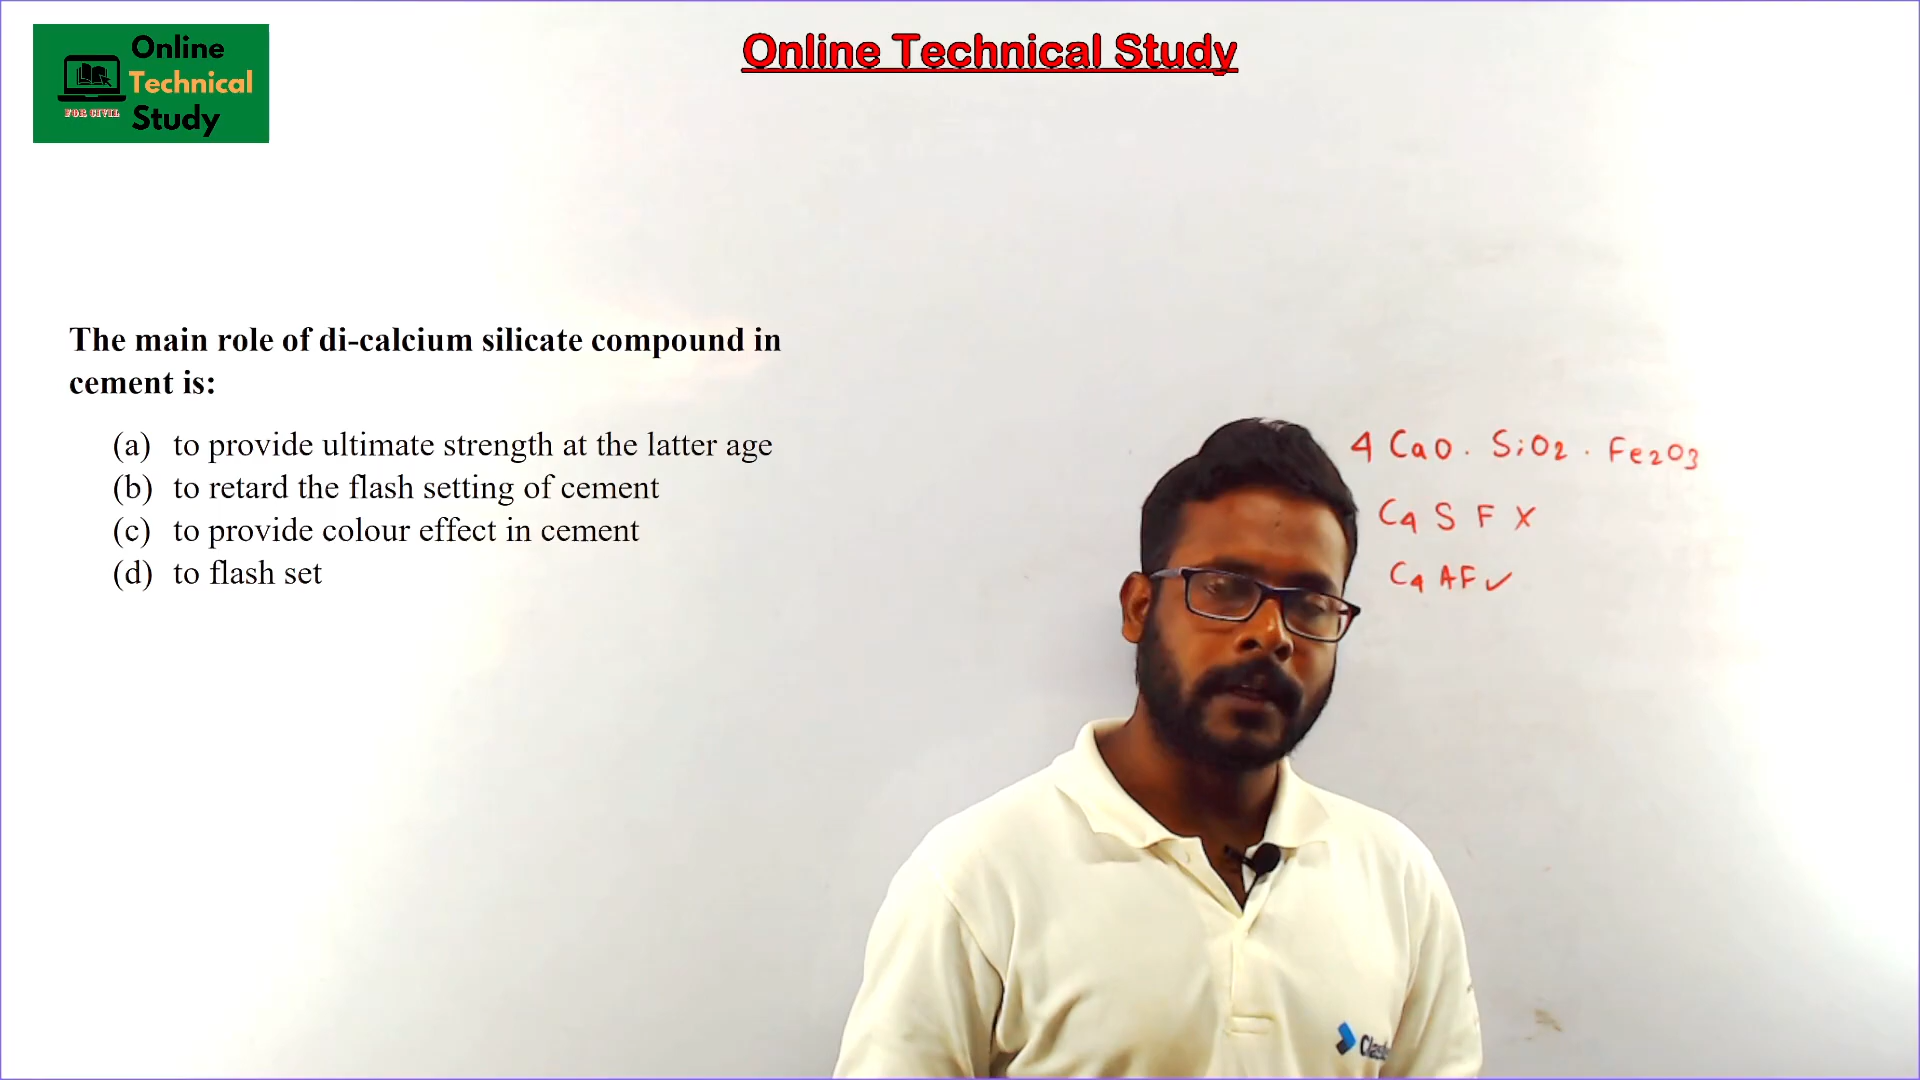 Online
Technical
FOR CIVIL
Study
Online Technical Study
The main role of di-calcium silicate compound in
cement is:
(a) to provide ultimate strength at the latter age
(b) to retard the flash setting of cement
(c) to provide colour effect in cement
(d) to flash set
4 CaO · SiO2 · Fe2O3
C4 S F X
C4 AF ✓